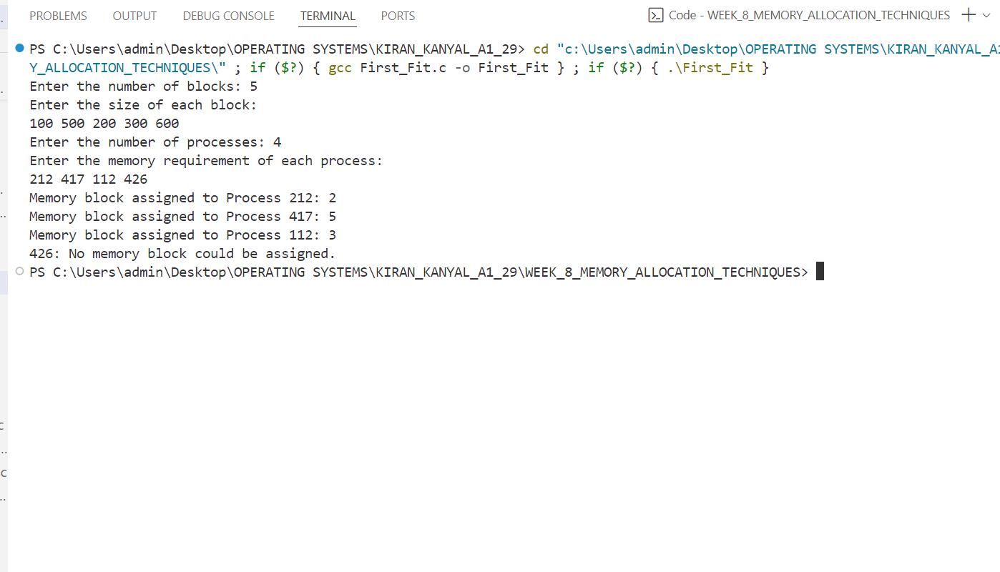 PROBLEMS OUTPUT DEBUG CONSOLE TERMINAL PORTS Code - WEEK_8_MEMORY_ALLOCATION_TECHNIQUES
PS C:\Users\admin\Desktop\OPERATING SYSTEMS\KIRAN_KANYAL_A1_29> cd "c:\Users\admin\Desktop\OPERATING SYSTEMS\KIRAN_KANYAL_A1
Y_ALLOCATION_TECHNIQUES\" ; if ($?) { gcc First_Fit.c -o First_Fit } ; if ($?) { .\First_Fit }
Enter the number of blocks: 5
Enter the size of each block:
100 500 200 300 600
Enter the number of processes: 4
Enter the memory requirement of each process:
212 417 112 426
Memory block assigned to Process 212: 2
Memory block assigned to Process 417: 5
Memory block assigned to Process 112: 3
426: No memory block could be assigned.
PS C:\Users\admin\Desktop\OPERATING SYSTEMS\KIRAN_KANYAL_A1_29\WEEK_8_MEMORY_ALLOCATION_TECHNIQUES>